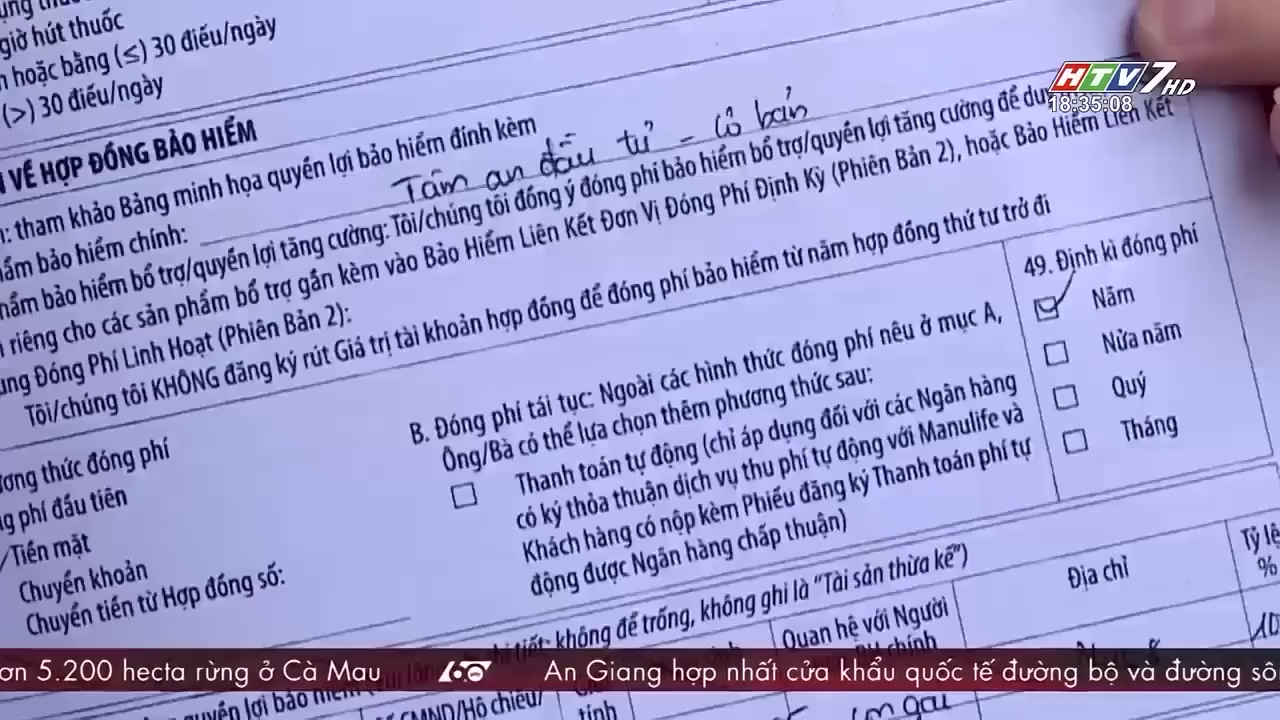 giờ hút thuốc
hoặc bằng (≤) 30 điếu/ngày
(>) 30 điếu/ngày
HTV7 HD
18:35:08
VỀ HỢP ĐỒNG BẢO HIỂM
tham khảo Bảng minh họa quyền lợi bảo hiểm đính kèm
bảo hiểm chính: Tâm an đầu tư - Cơ bản
bảo hiểm bổ trợ/quyền lợi tăng cường: Tôi/chúng tôi đồng ý đóng phí bảo hiểm bổ trợ/quyền lợi tăng cường để
riêng cho các sản phẩm bổ trợ gắn kèm vào Bảo Hiểm Liên Kết Đơn Vị Đóng Phí Định Kỳ (Phiên Bản 2), hoặc Bảo Hiểm Liên Kết
Đóng Phí Linh Hoạt (Phiên Bản 2):
Tôi/chúng tôi KHÔNG đăng ký rút Giá trị tài khoản hợp đồng để đóng phí bảo hiểm từ năm hợp đồng thứ tư trở đi
thức đóng phí
phí đầu tiên
Tiền mặt
Chuyển khoản
Chuyển tiền từ Hợp đồng số:
B. Đóng phí tái tục: Ngoài các hình thức đóng phí nêu ở mục A,
Ông/Bà có thể lựa chọn thêm phương thức sau:
Thanh toán tự động (chỉ áp dụng đối với các Ngân hàng
có ký thỏa thuận dịch vụ thu phí tự động với Manulife và
Khách hàng có nộp kèm Phiếu đăng ký Thanh toán phí tự
động được Ngân hàng chấp thuận)
49. Định kì đóng phí
Năm
Nửa năm
Quý
Tháng
tiết: không để trống, không ghi là “Tài sản thừa kế”)
Quan hệ với Người
chính
Địa chỉ
Tỷ lệ
%
5.200 hecta rừng ở Cà Mau
60
An Giang hợp nhất cửa khẩu quốc tế đường bộ và đường
quyền lợi bảo hiểm
CMND/Hộ chiếu/
tính